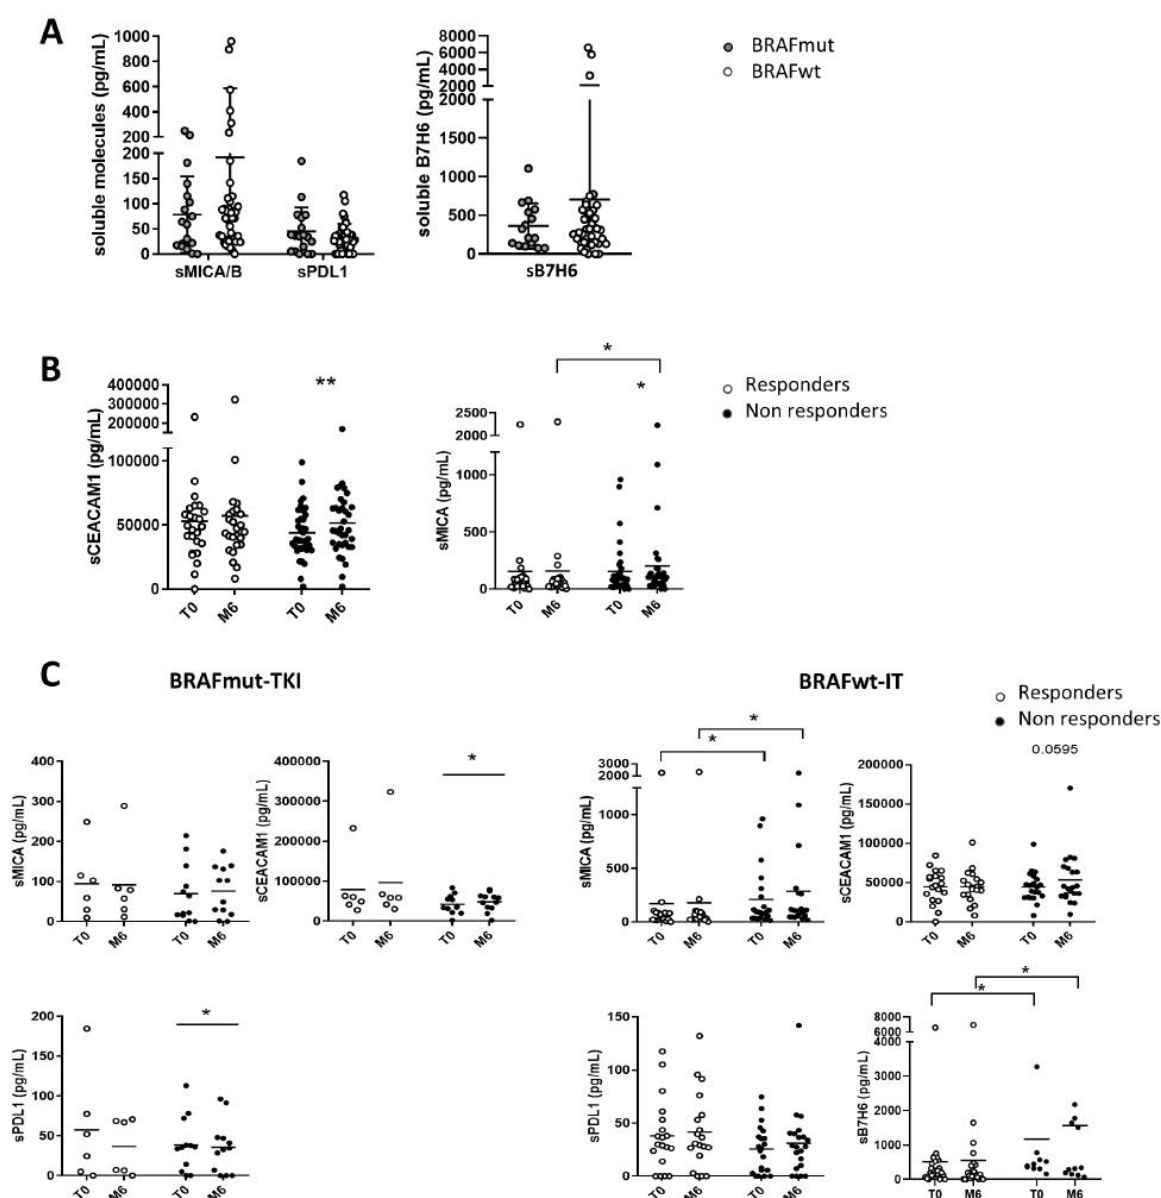 A
soluble molecules (pg/mL)
1000
800
600
400
200
200
150
100
50
0
sMICA/B
sPDL1
soluble B7H6 (pg/mL)
8000
6000
4000
2000
2000
1500
1000
500
0
sB7H6
BRAFmut
BRAFwt
B
sCEACAM1 (pg/mL)
400000
300000
200000
100000
50000
0
**
T0
M6
T0
M6
sMICA (pg/mL)
2500
2000
1000
500
0
*
*
T0
M6
T0
M6
Responders
Non responders
C
BRAFmut-TKI
BRAFwt-IT
Responders
Non responders
sMICA (pg/mL)
400
300
200
100
0
T0
M6
T0
M6
sCEACAM1 (pg/mL)
400000
300000
200000
100000
0
*
T0
M6
T0
M6
sMICA (pg/mL)
3000
2000
1000
500
0
*
*
T0
M6
T0
M6
sCEACAM1 (pg/mL)
200000
150000
100000
50000
0
0.0595
T0
M6
T0
M6
sPDL1 (pg/mL)
200
150
100
50
0
*
T0
M6
T0
M6
sPDL1 (pg/mL)
150
100
50
0
T0
M6
T0
M6
sB7H6 (pg/mL)
8000
6000
4000
3000
2000
1000
0
*
*
T0
M6
T0
M6